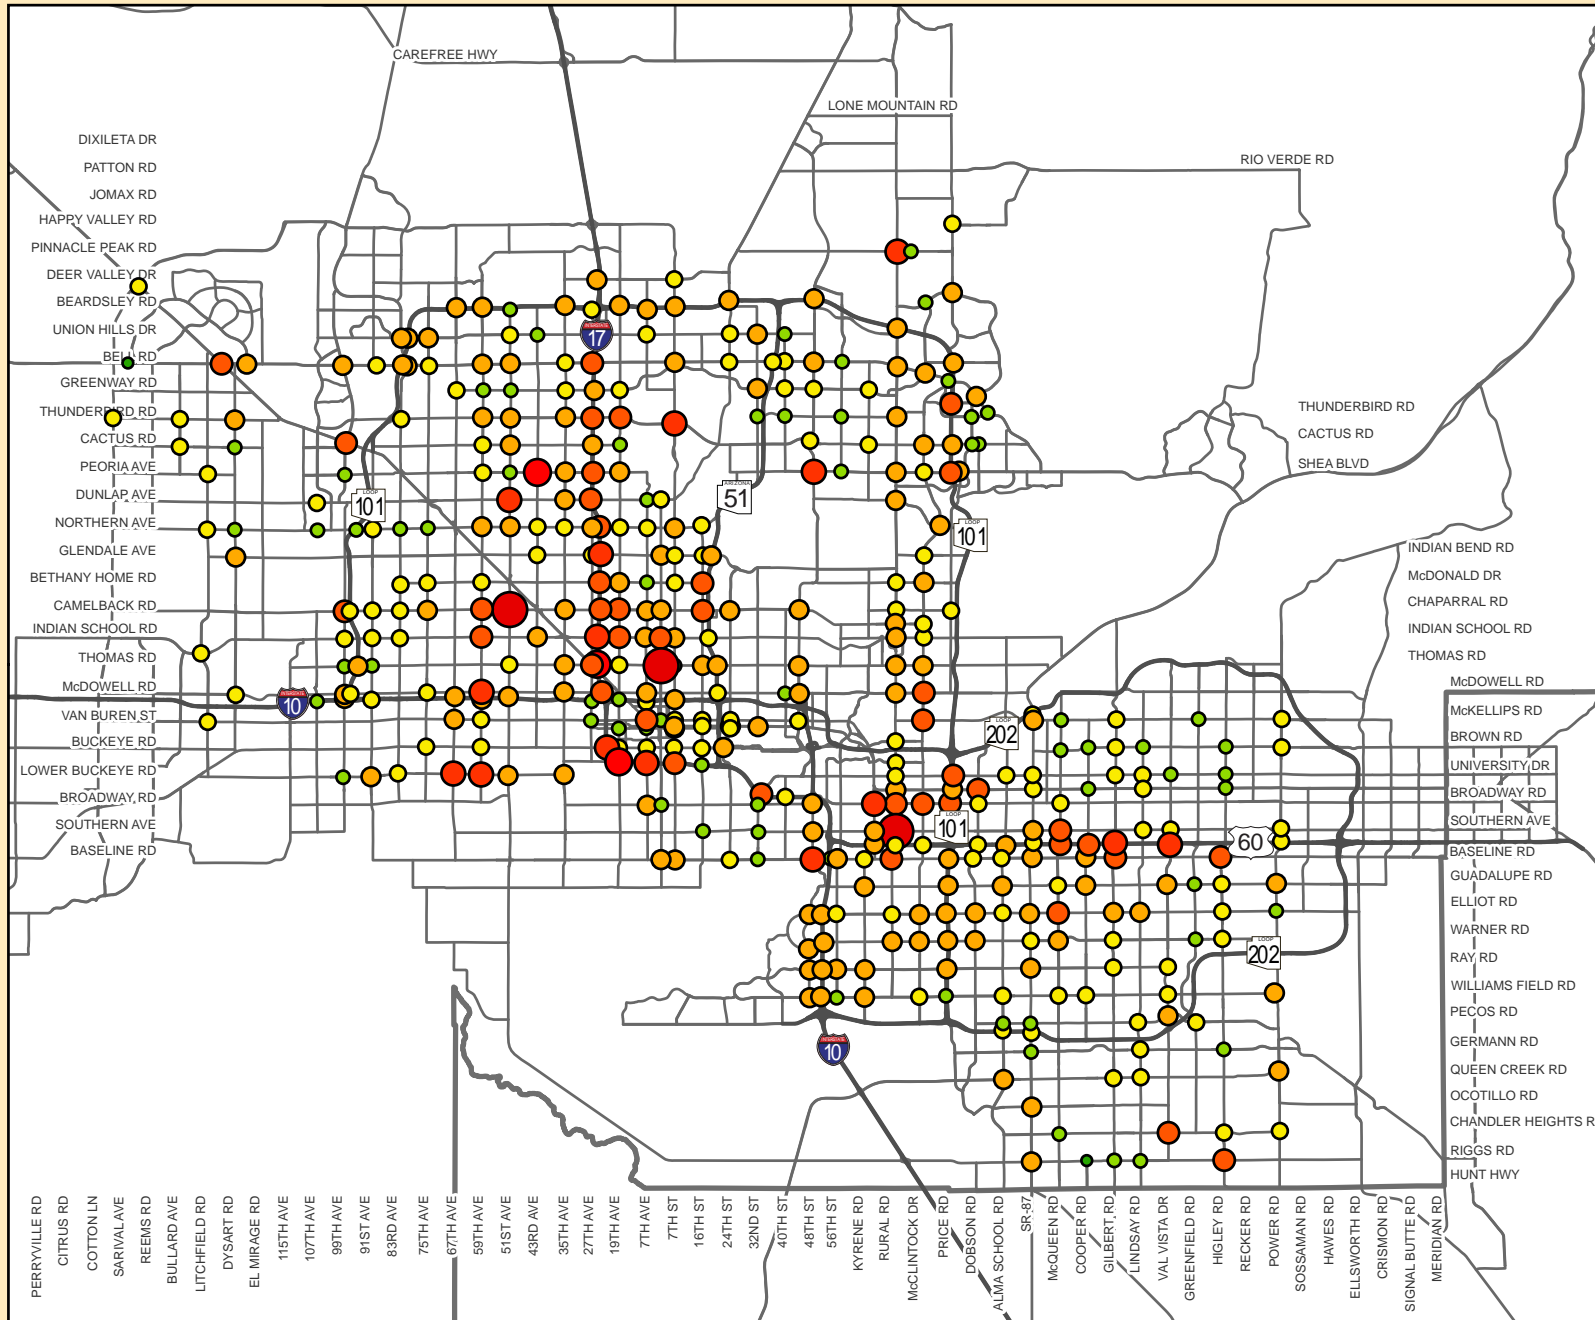 CAREFREE HWY
LONE MOUNTAIN RD
RIO VERDE RD
DIXILETA DR
PATTON RD
JOMAX RD
HAPPY VALLEY RD
PINNACLE PEAK RD
DEER VALLEY DR
BEARDSLEY RD
UNION HILLS DR
BELL RD
GREENWAY RD
THUNDERBIRD RD
CACTUS RD
PEORIA AVE
DUNLAP AVE
NORTHERN AVE
GLENDALE AVE
BETHANY HOME RD
CAMELBACK RD
INDIAN SCHOOL RD
THOMAS RD
McDOWELL RD
VAN BUREN ST
BUCKEYE RD
LOWER BUCKEYE RD
BROADWAY RD
SOUTHERN AVE
BASELINE RD
INTERSTATE
17
LOOP
101
ARIZONA
51
LOOP
101
INTERSTATE
10
LOOP
202
LOOP
101
60
LOOP
202
INTERSTATE
10
THUNDERBIRD RD
CACTUS RD
SHEA BLVD
INDIAN BEND RD
McDONALD DR
CHAPARRAL RD
INDIAN SCHOOL RD
THOMAS RD
McDOWELL RD
McKELLIPS RD
BROWN RD
UNIVERSITY DR
BROADWAY RD
SOUTHERN AVE
BASELINE RD
GUADALUPE RD
ELLIOT RD
WARNER RD
RAY RD
WILLIAMS FIELD RD
PECOS RD
GERMANN RD
QUEEN CREEK RD
OCOTILLO RD
CHANDLER HEIGHTS R
RIGGS RD
HUNT HWY
PERRYVILLE RD
CITRUS RD
COTTON LN
SARIVAL AVE
REEMS RD
BULLARD AVE
LITCHFIELD RD
DYSART RD
EL MIRAGE RD
115TH AVE
107TH AVE
99TH AVE
91ST AVE
83RD AVE
75TH AVE
67TH AVE
59TH AVE
51ST AVE
43RD AVE
35TH AVE
27TH AVE
19TH AVE
7TH AVE
7TH ST
16TH ST
24TH ST
32ND ST
40TH ST
48TH ST
56TH ST
KYRENE RD
RURAL RD
McCLINTOCK DR
PRICE RD
DOBSON RD
ALMA SCHOOL RD
SR-87
McQUEEN RD
COOPER RD
GILBERT RD
LINDSAY RD
VAL VISTA DR
GREENFIELD RD
HIGLEY RD
RECKER RD
POWER RD
SOSSAMAN RD
HAWES RD
ELLSWORTH RD
CRISMON RD
SIGNAL BUTTE RD
MERIDIAN RD